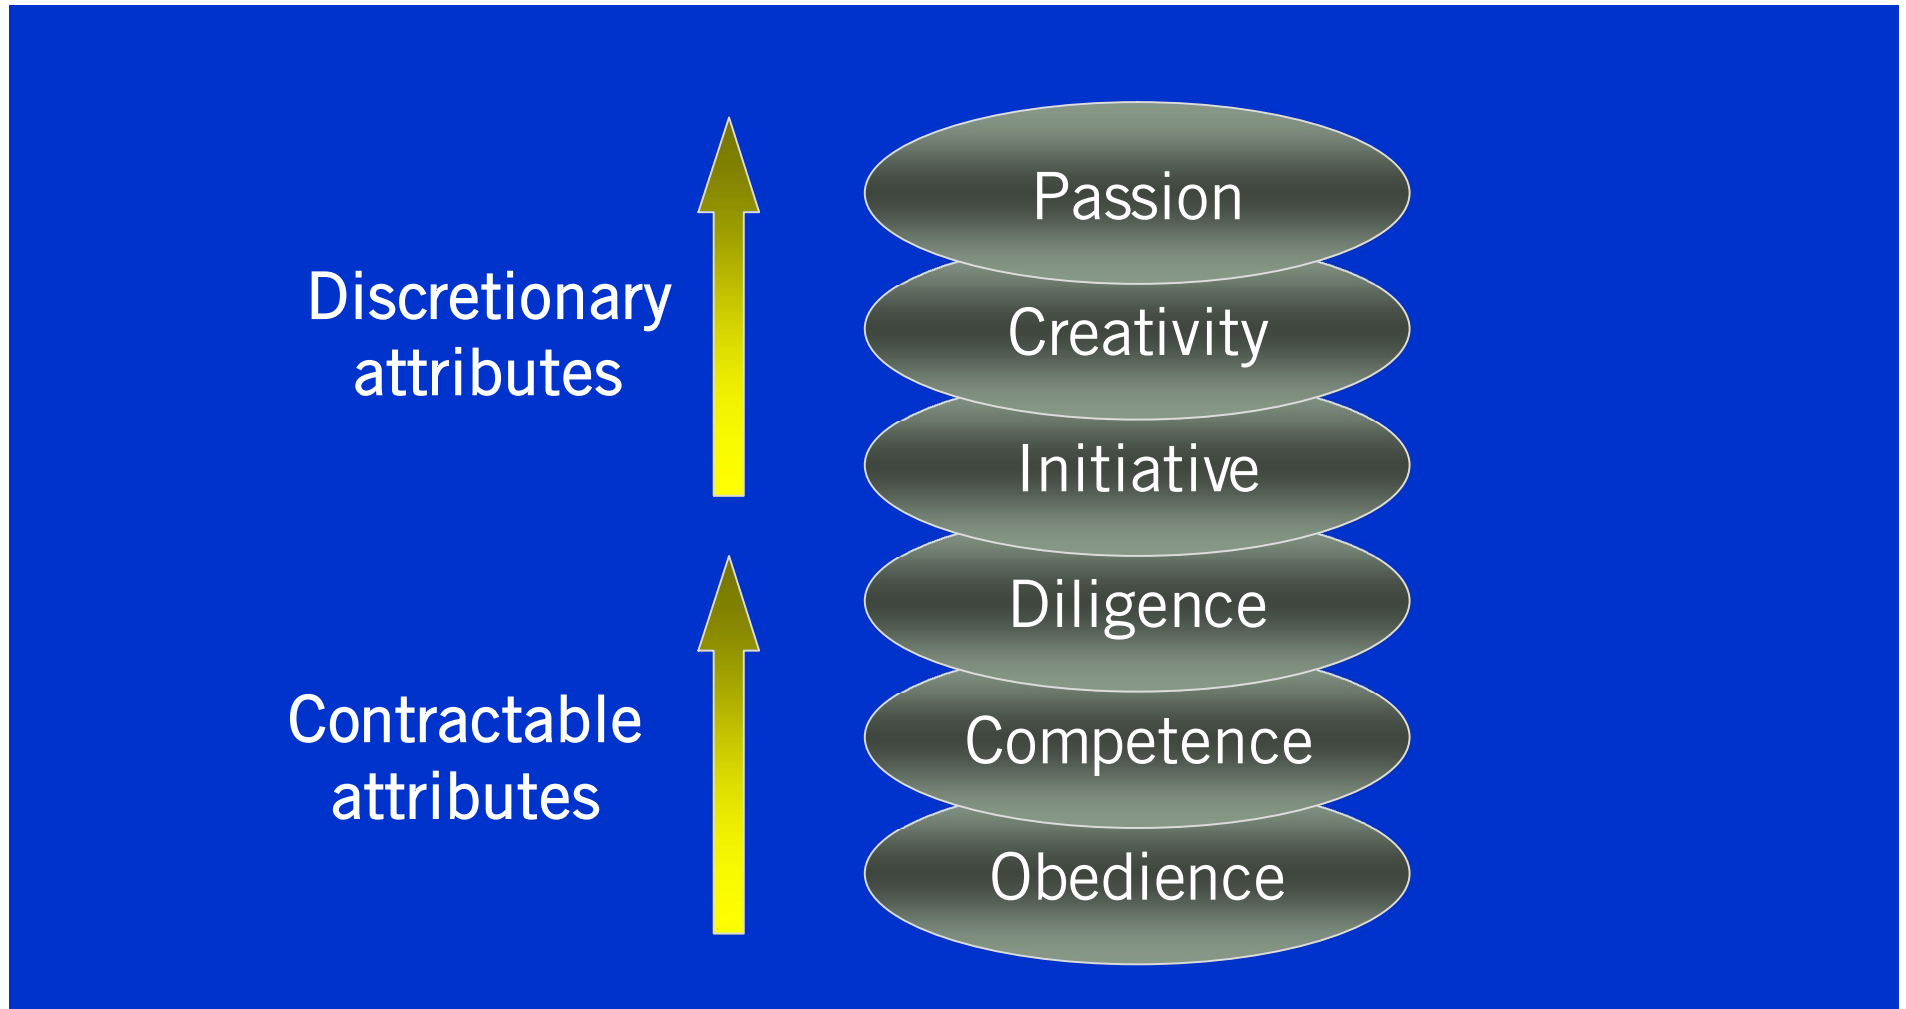 Passion
Discretionary
attributes
Creativity
Initiative
Diligence
Contractable
attributes
Competence
Obedience